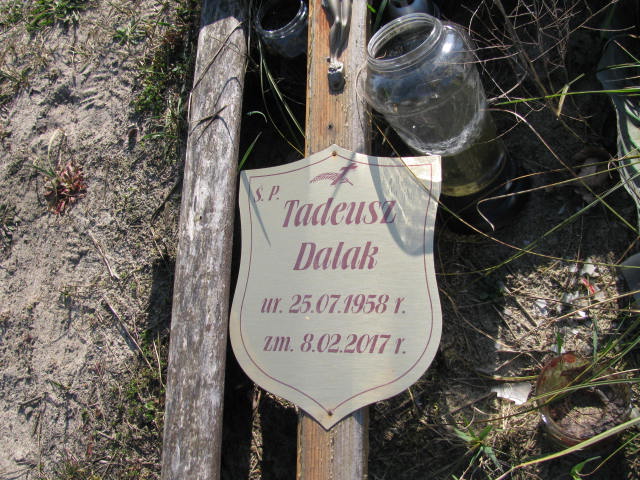 Ś. P.
Tadeusz
Dalak
ur. 25.07.1958 r.
zm. 8.02.2017 r.